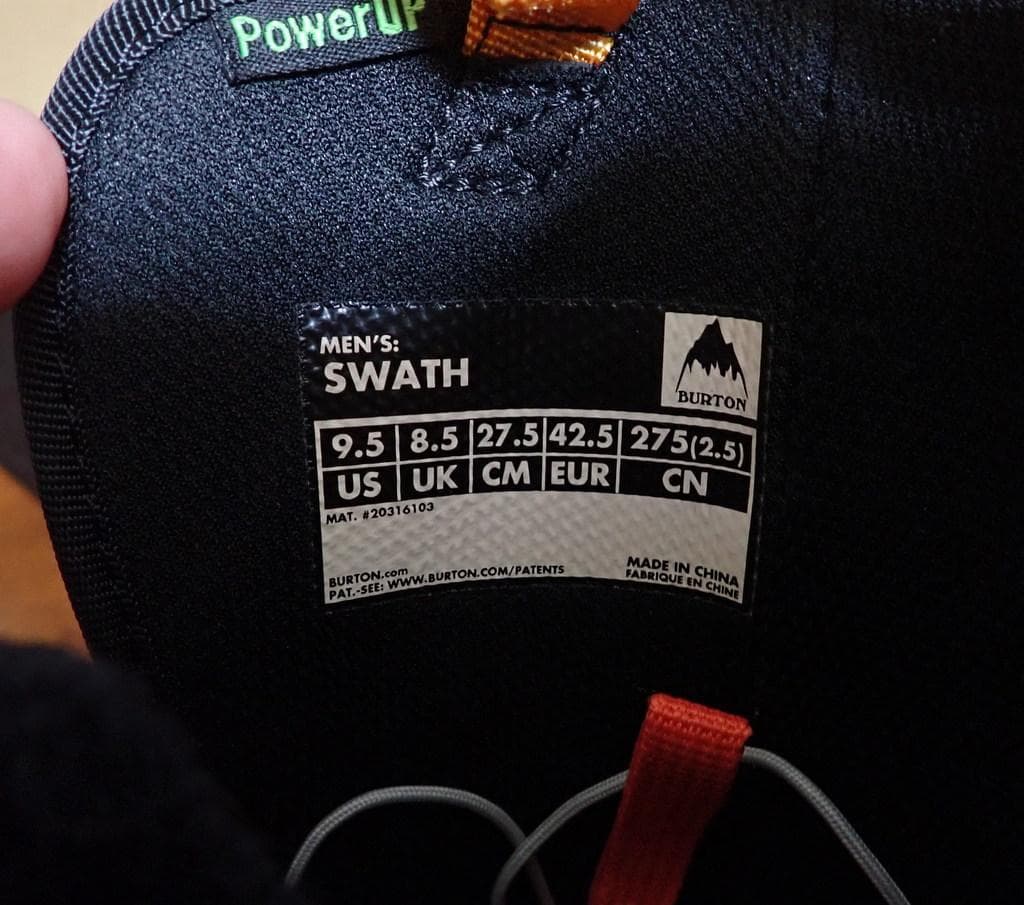 PowerUP
MEN'S:
SWATH
BURTON
9.5 8.5 27.5 42.5 275(2.5)
US UK CM EUR CN
MAT. #20316103
BURTON.com
PAT.-SEE: WWW.BURTON.COM/PATENTS
MADE IN CHINA
FABRIQUE EN CHINE